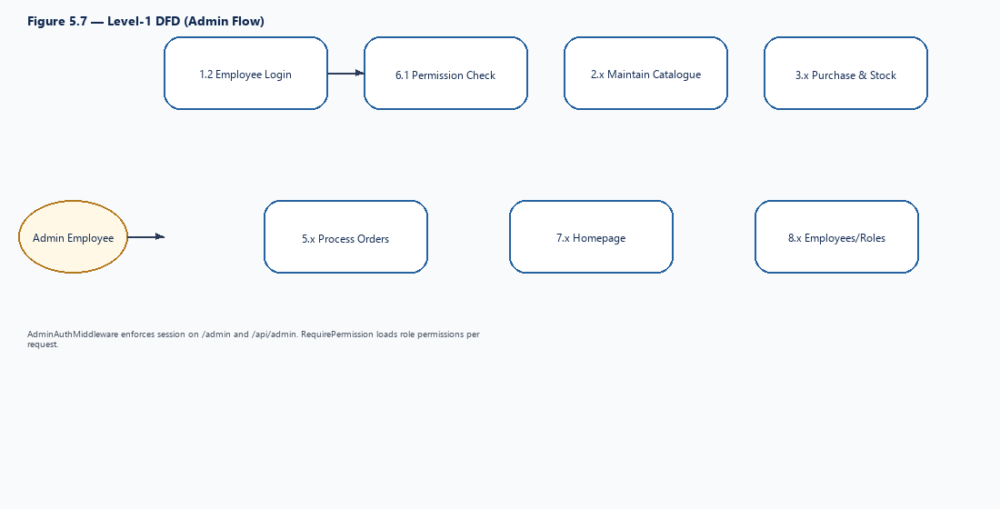 Figure 5.7 — Level-1 DFD (Admin Flow)
1.2 Employee Login
6.1 Permission Check
2.x Maintain Catalogue
3.x Purchase & Stock
Admin Employee
5.x Process Orders
7.x Homepage
8.x Employees/Roles
AdminAuthMiddleware enforces session on /admin and /api/admin. RequirePermission loads role permissions per
request.